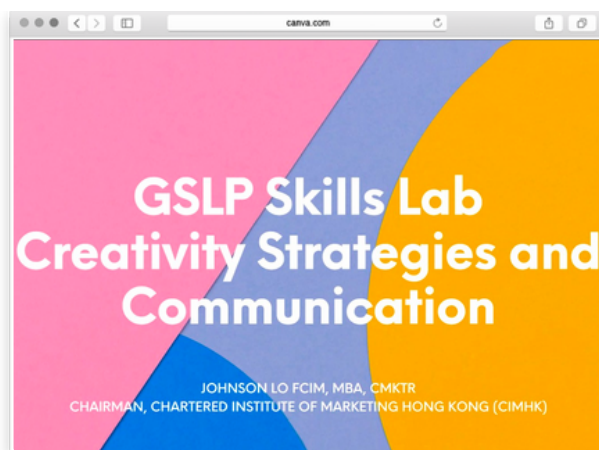 canva.com
GSLP Skills Lab
Creativity Strategies and
Communication
JOHNSON LO FCIM, MBA, CMKTR
CHAIRMAN, CHARTERED INSTITUTE OF MARKETING HONG KONG (CIMHK)